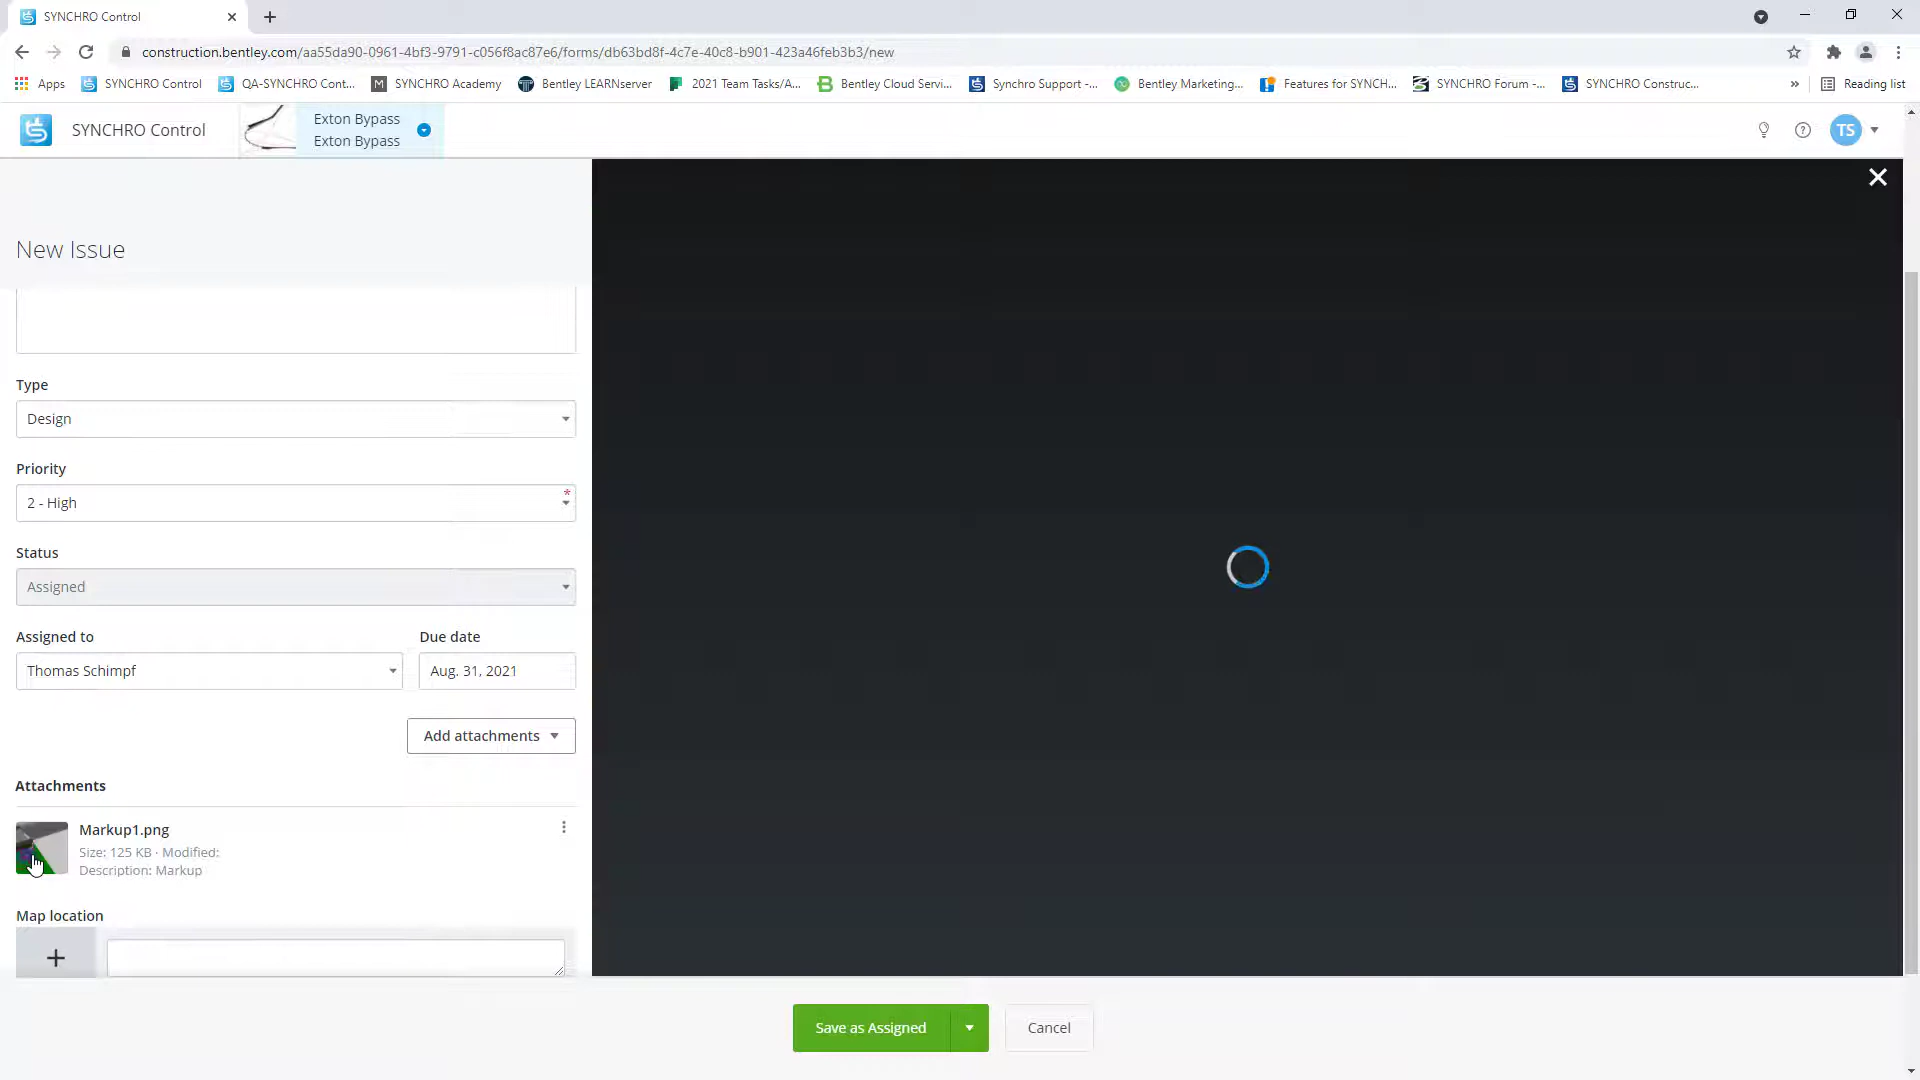 SYNCHRO Control
construction.bentley.com/aa55da90-0961-4bf3-9791-c056f8ac87e6/forms/db63bd8f-4c7e-40c8-b901-423a46feb3b3/new
Apps
SYNCHRO Control
QA-SYNCHRO Cont...
M
SYNCHRO Academy
Bentley LEARNserver
2021 Team Tasks/A...
Bentley Cloud Servi...
Synchro Support -...
Bentley Marketing...
Features for SYNCH...
SYNCHRO Forum -...
SYNCHRO Construc...
»
Reading list
SYNCHRO Control
Exton Bypass
Exton Bypass
TS
New Issue
Type
Design
Priority
2 - High
*
Status
Assigned
Assigned to
Due date
Thomas Schimpf
Aug. 31, 2021
Add attachments
Attachments
Markup1.png
Size: 125 KB · Modified:
Description: Markup
Map location
+
Save as Assigned
Cancel